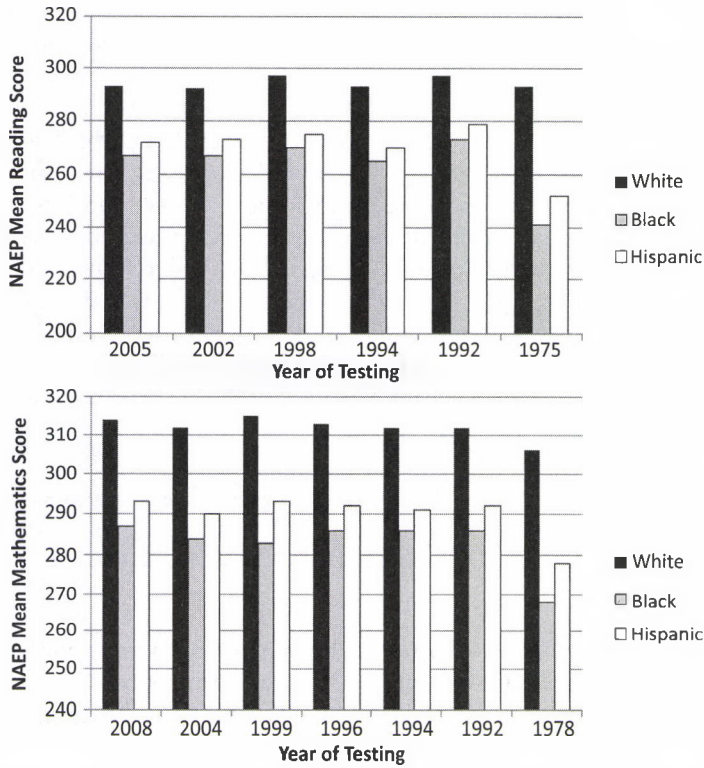 NAEP Mean Reading Score
320
300
280
260
240
220
200
2005 2002 1998 1994 1992 1975
Year of Testing
White
Black
Hispanic
NAEP Mean Mathematics Score
320
310
300
290
280
270
260
250
240
2008 2004 1999 1996 1994 1992 1978
Year of Testing
White
Black
Hispanic